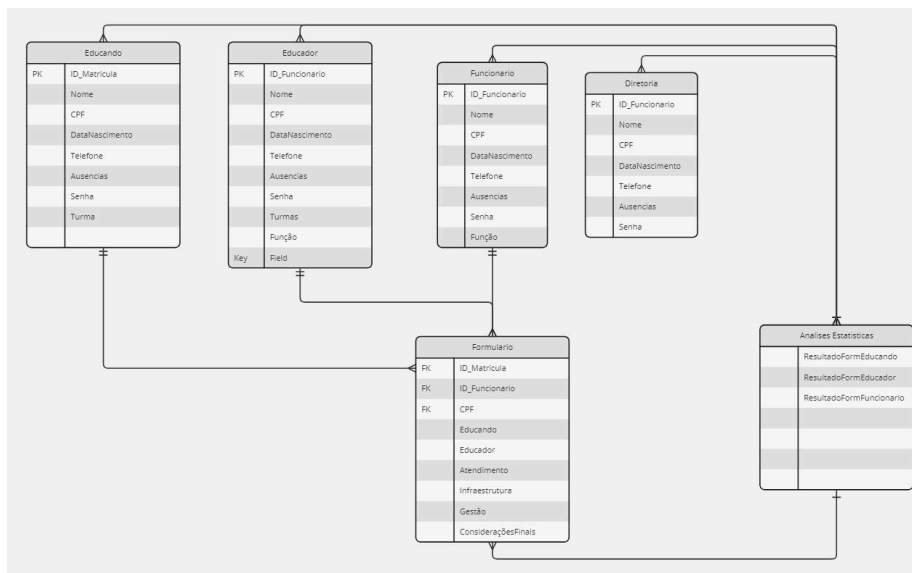 Educando
PK ID_Matricula
Nome
CPF
DataNascimento
Telefone
Ausencias
Senha
Turma
Educador
PK ID_Funcionario
Nome
CPF
DataNascimento
Telefone
Ausencias
Senha
Turmas
Função
Key Field
Funcionario
PK ID_Funcionario
Nome
CPF
DataNascimento
Telefone
Ausencias
Senha
Função
Diretoria
PK ID_Funcionario
Nome
CPF
DataNascimento
Telefone
Ausencias
Senha
Formulario
FK ID_Matricula
FK ID_Funcionario
FK CPF
Educando
Educador
Atendimento
Infraestrutura
Gestão
ConsideraçõesFinais
Analises Estatisticas
ResultadoFormEducando
ResultadoFormEducador
ResultadoFormFuncionario